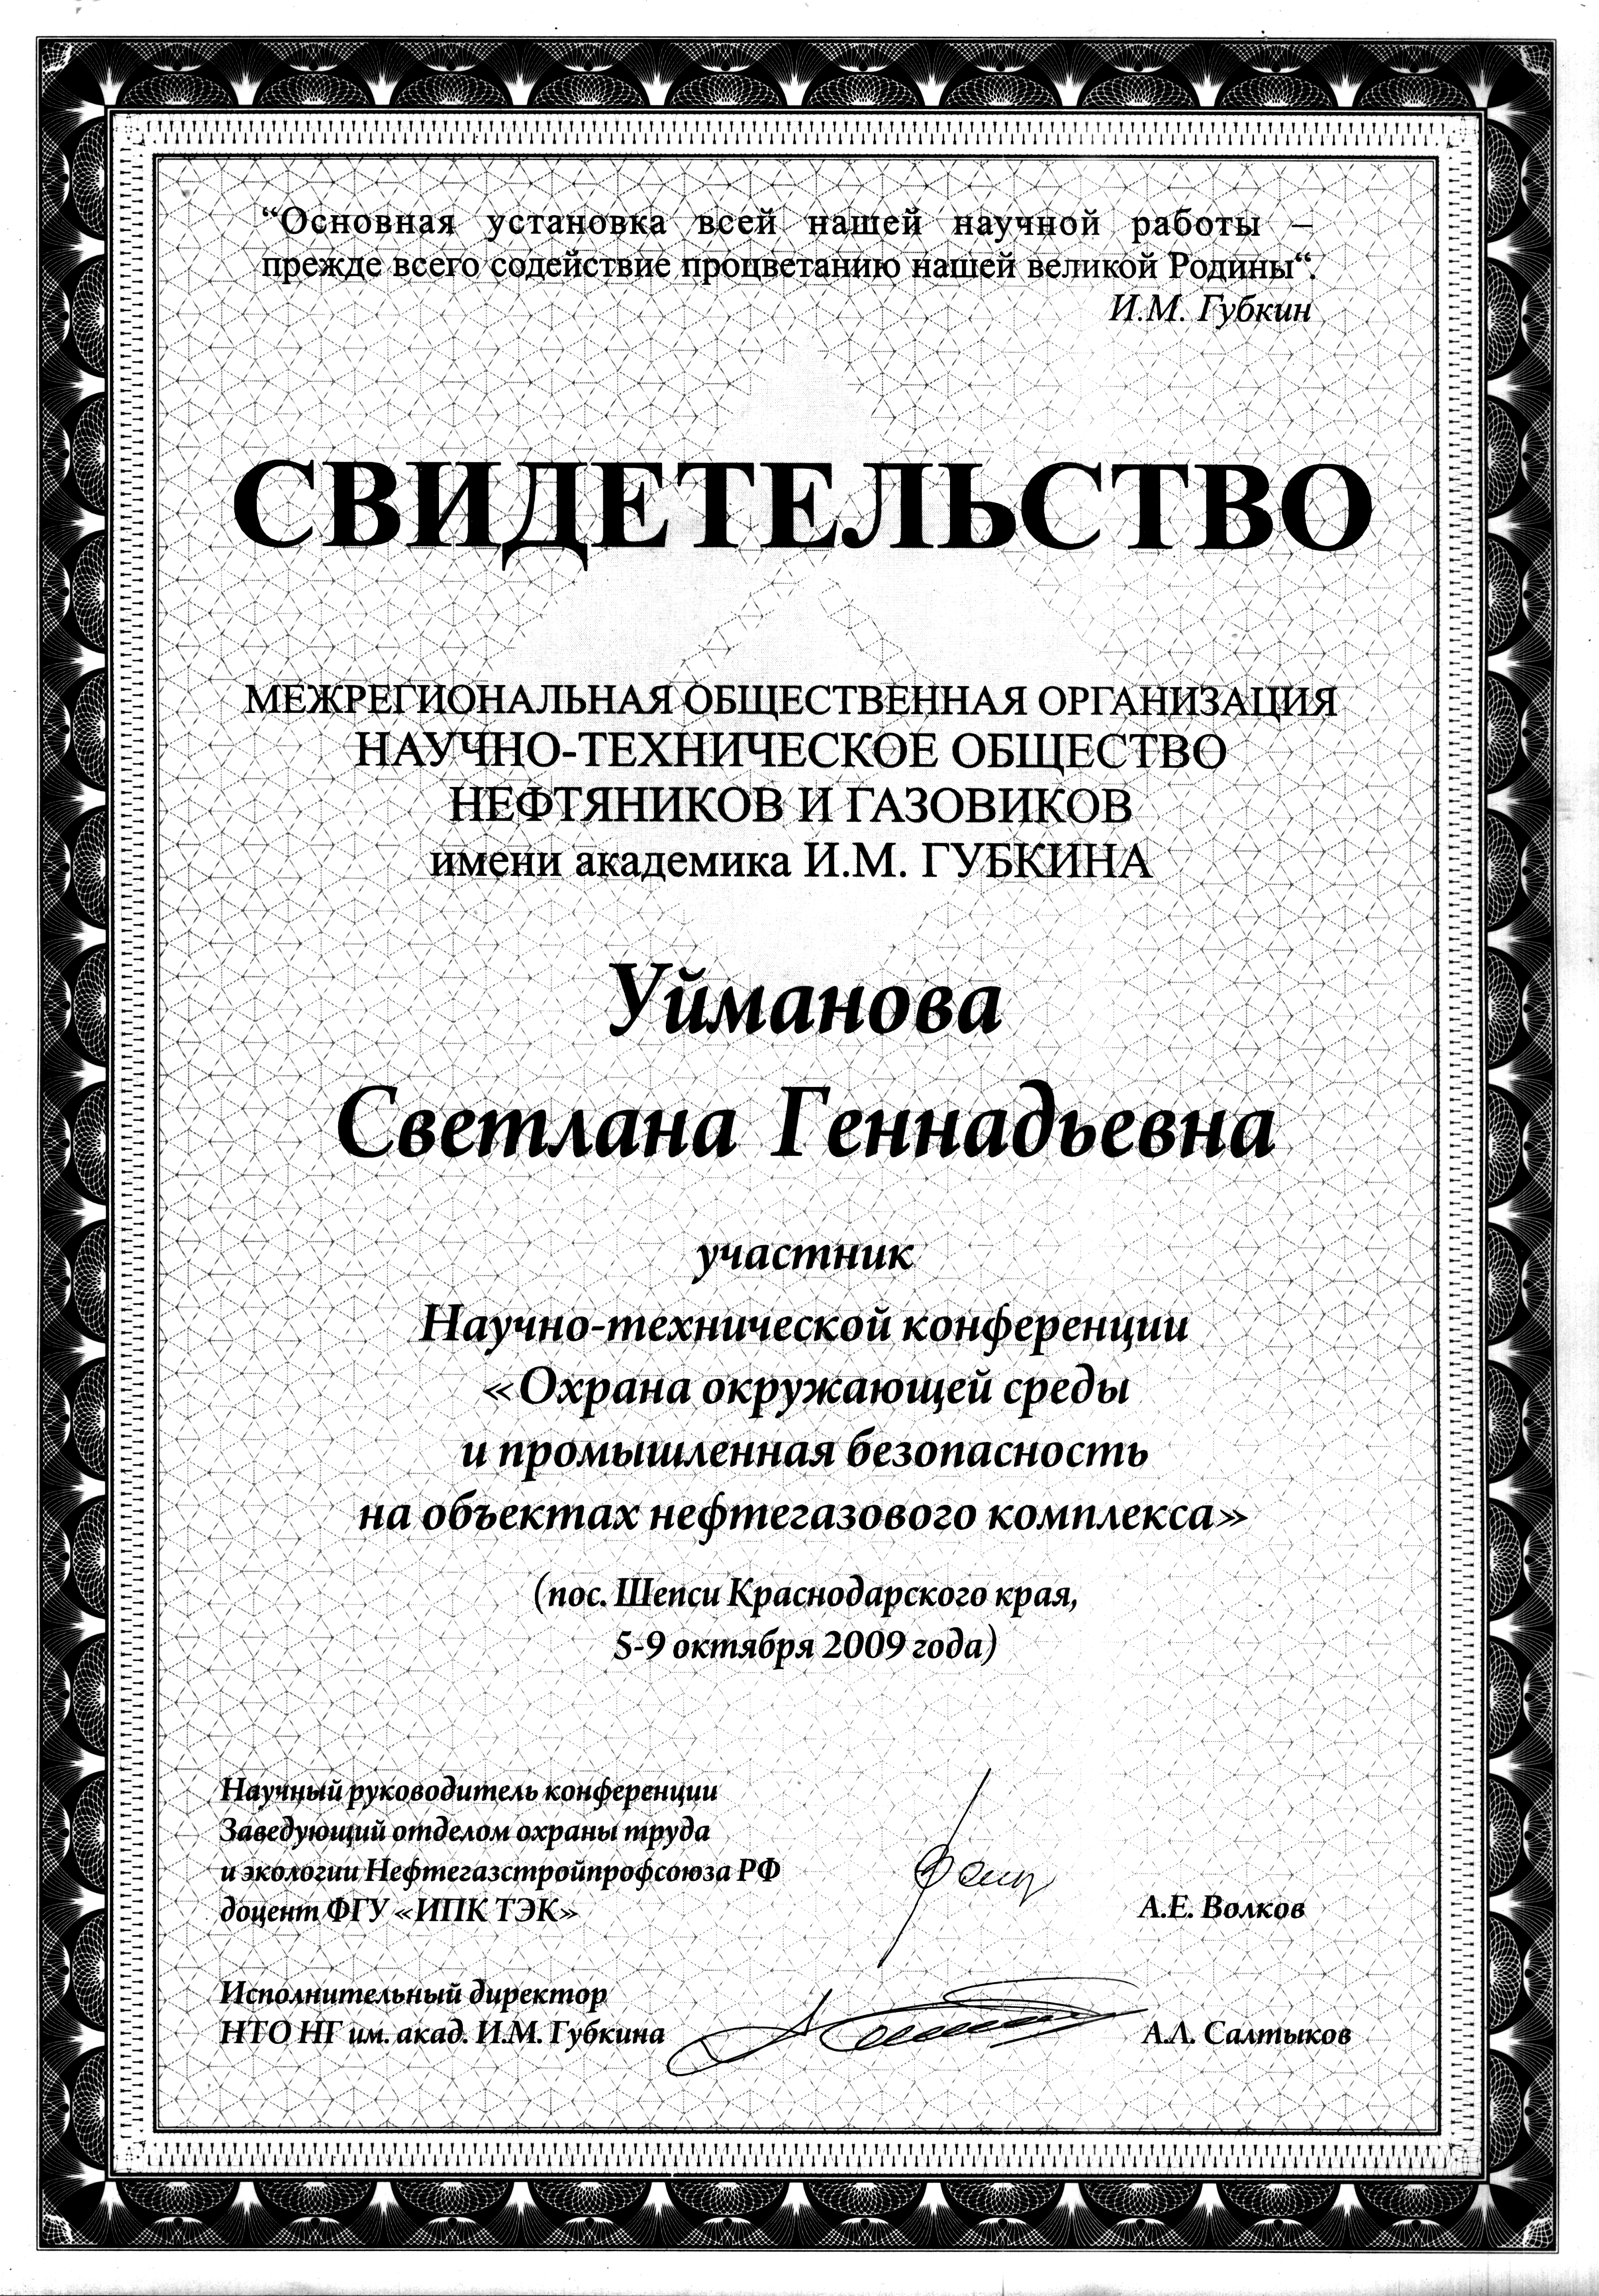 “Основная установка всей нашей научной работы –
прежде всего содействие процветанию нашей великой Родины“.
И.М. Губкин
СВИДЕТЕЛЬСТВО
МЕЖРЕГИОНАЛЬНАЯ ОБЩЕСТВЕННАЯ ОРГАНИЗАЦИЯ
НАУЧНО-ТЕХНИЧЕСКОЕ ОБЩЕСТВО
НЕФТЯНИКОВ И ГАЗОВИКОВ
имени академика И.М. ГУБКИНА
Уйманова
Светлана Геннадьевна
участник
Научно-технической конференции
«Охрана окружающей среды
и промышленная безопасность
на объектах нефтегазового комплекса»
(пос. Шепси Краснодарского края,
5-9 октября 2009 года)
Научный руководитель конференции
Заведующий отделом охраны труда
и экологии Нефтегазстройпрофсоюза РФ
доцент ФГУ «ИПК ТЭК»
А.Е. Волков
Исполнительный директор
НТО НГ им. акад. И.М. Губкина
А.Л. Салтыков